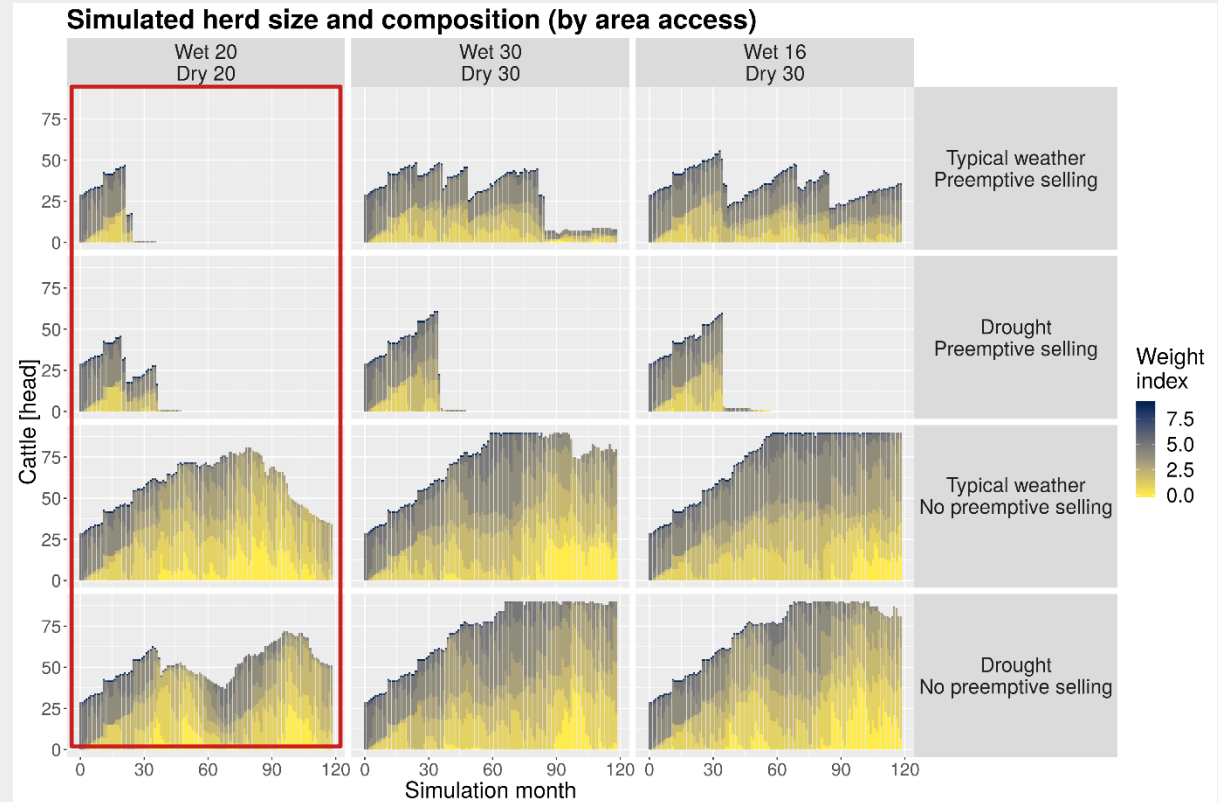 Simulated herd size and composition (by area access)
Wet 20
Dry 20
Wet 30
Dry 30
Wet 16
Dry 30
Cattle [head]
75
50
25
0
Typical weather
Preemptive selling
75
50
25
0
Drought
Preemptive selling
75
50
25
0
Typical weather
No preemptive selling
75
50
25
0
Drought
No preemptive selling
0 30 60 90 120
0 30 60 90 120
0 30 60 90 120
Simulation month
Weight
index
7.5
5.0
2.5
0.0